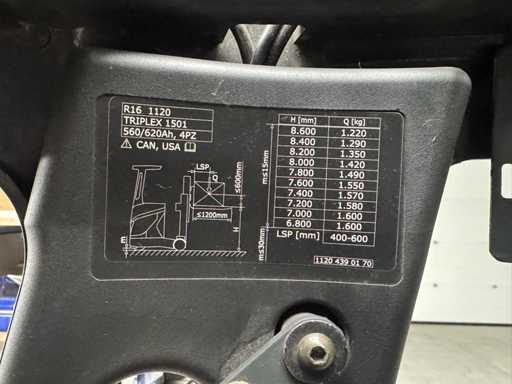 R16 1120
TRIPLEX 1501
560/620Ah, 4PZ
⚠ CAN, USA
LSP
Q
≤600mm
≤1200mm
H
E
m≤15mm
m≤30mm
H [mm] Q [kg]
8.600 1.220
8.400 1.290
8.200 1.350
8.000 1.420
7.800 1.490
7.600 1.550
7.400 1.570
7.200 1.580
7.000 1.600
6.800 1.600
LSP [mm] 400-600
1120 439 01 70